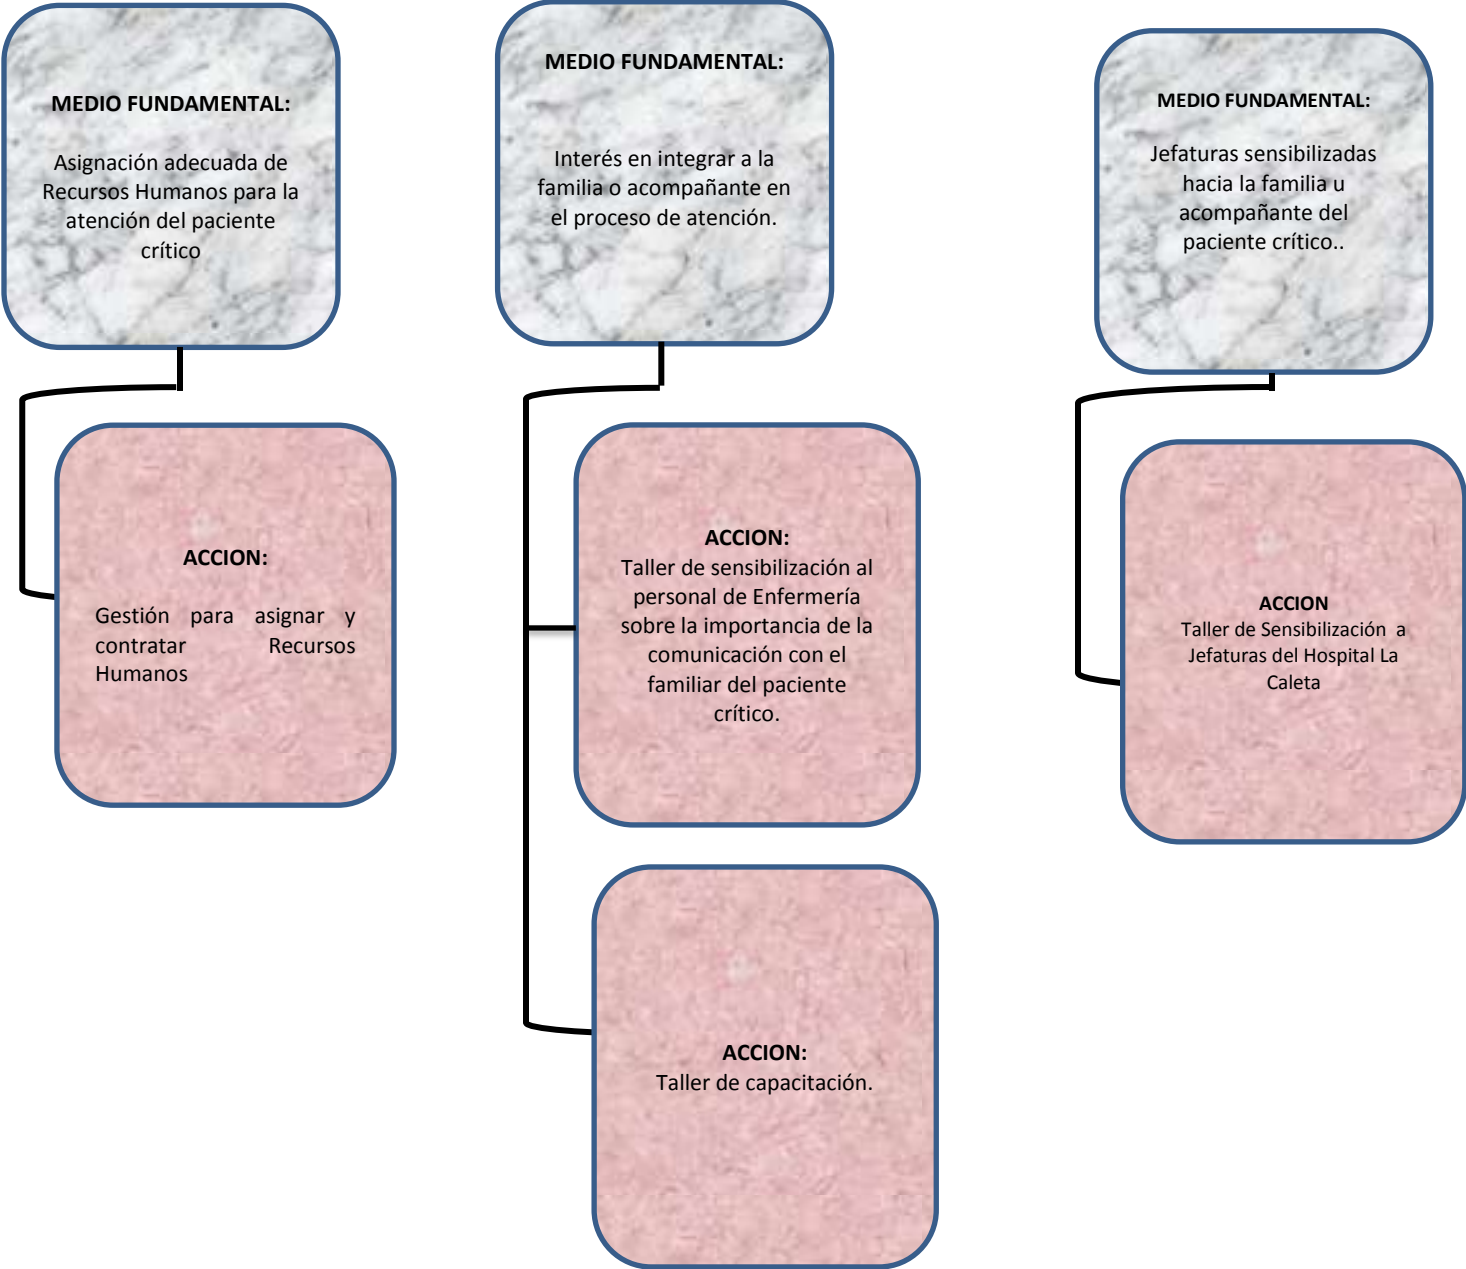 MEDIO FUNDAMENTAL:
Asignación adecuada de
Recursos Humanos para la
atención del paciente
crítico
MEDIO FUNDAMENTAL:
Interés en integrar a la
familia o acompañante en
el proceso de atención.
MEDIO FUNDAMENTAL:
Jefaturas sensibilizadas
hacia la familia u
acompañante del
paciente crítico..
ACCION:
Gestión para asignar y
contratar Recursos
Humanos
ACCION:
Taller de sensibilización al
personal de Enfermería
sobre la importancia de la
comunicación con el
familiar del paciente
crítico.
ACCION
Taller de Sensibilización a
Jefaturas del Hospital La
Caleta
ACCION:
Taller de capacitación.